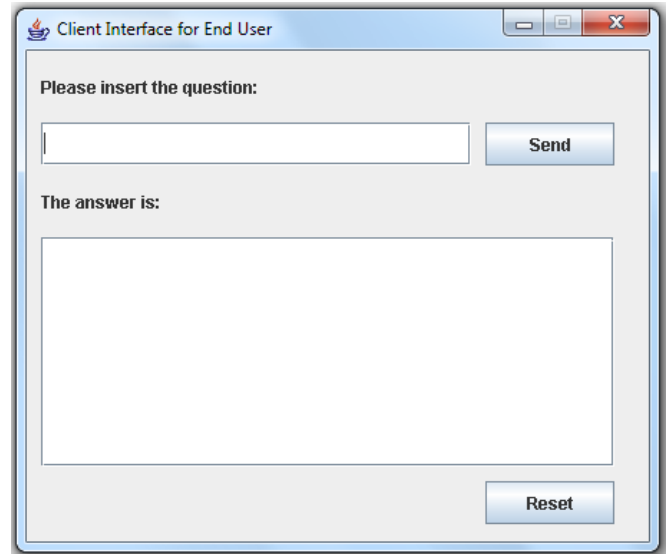 Client Interface for End User
Please insert the question:
Send
The answer is:
Reset